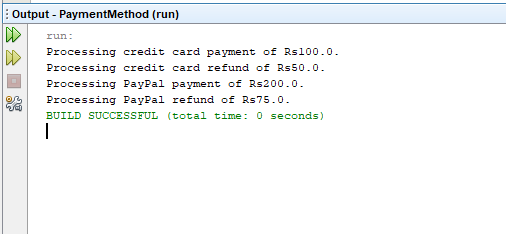 Output - PaymentMethod (run)
run:
Processing credit card payment of Rs100.0.
Processing credit card refund of Rs50.0.
Processing PayPal payment of Rs200.0.
Processing PayPal refund of Rs75.0.
BUILD SUCCESSFUL (total time: 0 seconds)